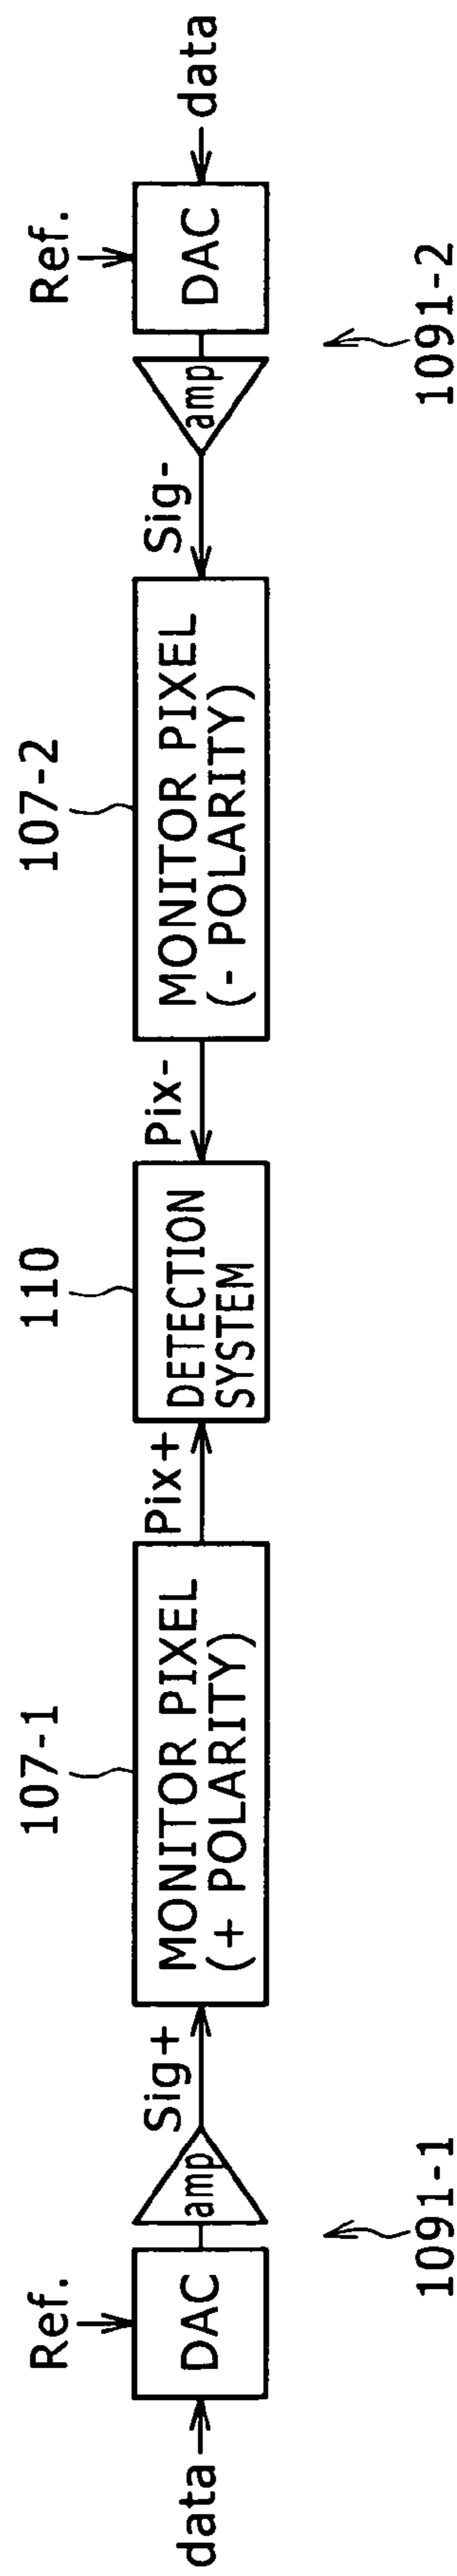 Ref.
107-1
110
107-2
Ref.
data
DAC
amp
Sig+
MONITOR PIXEL
(+ POLARITY)
Pix+
DETECTION
SYSTEM
Pix-
MONITOR PIXEL
(- POLARITY)
Sig-
amp
DAC
data
1091-1
1091-2